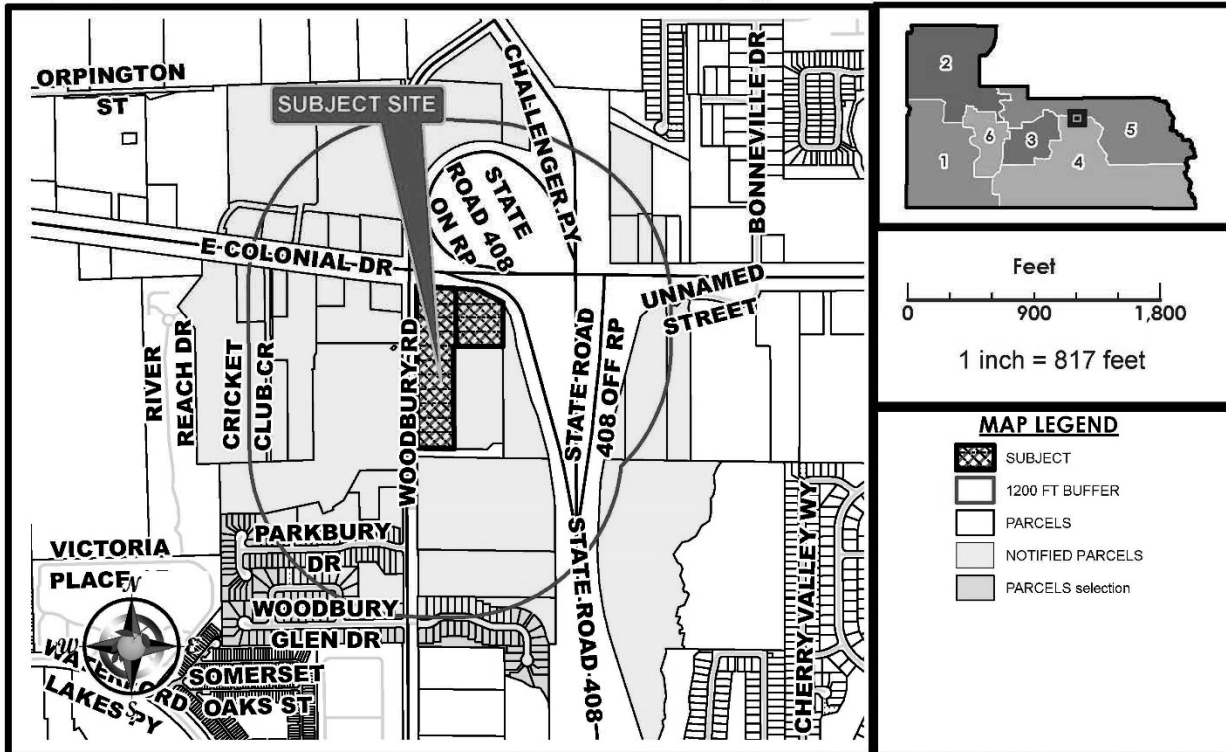 ORPINGTON
ST
SUBJECT SITE
CHALLENGER PY
BONNEVILLE DR
STATE
ROAD 408
ON RP
E COLONIAL DR
UNNAMED
STREET
RIVER
REACH DR
CRICKET
CLUB CR
WOODBURY RD
STATE ROAD
408 OFF RP
PARKBURY
DR
VICTORIA
PLACE
N
W
E
S
WOODBURY
GLEN DR
STATE ROAD 408
CHERRY VALLEY WY
WATERFORD
LAKES PY
SOMERSET
OAKS ST
2
1
6
3
4
5
Feet
0 900 1,800
1 inch = 817 feet
MAP LEGEND
SUBJECT
1200 FT BUFFER
PARCELS
NOTIFIED PARCELS
PARCELS selection